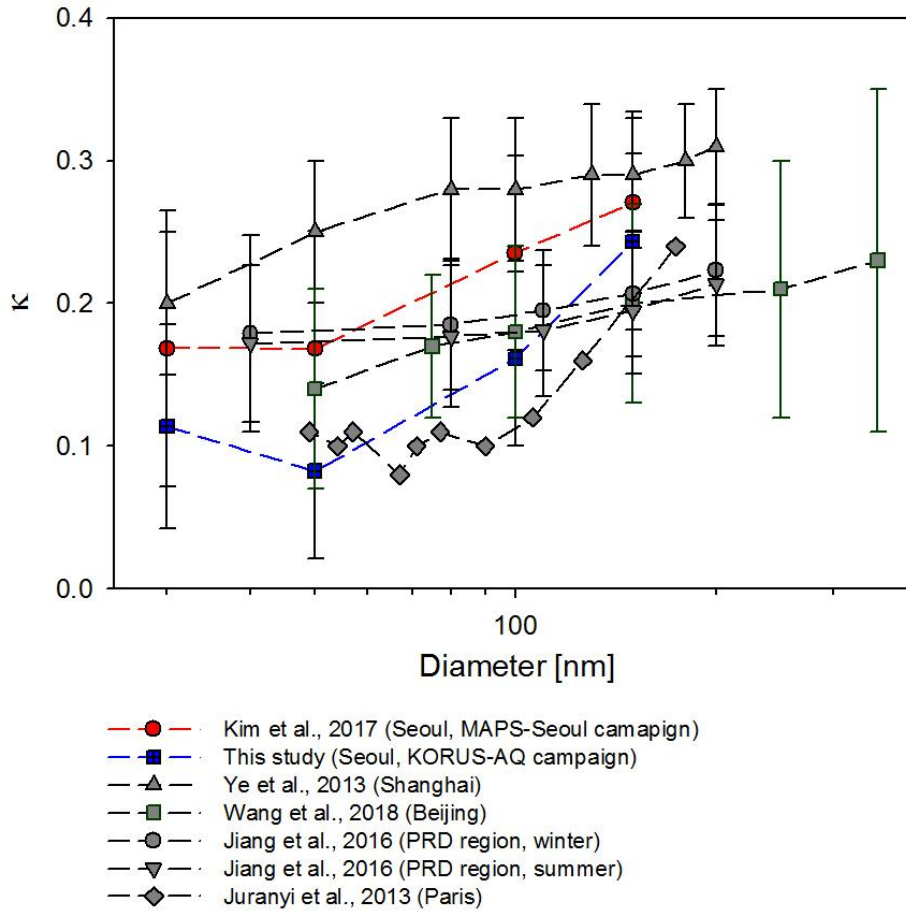 0.4
0.3
κ
0.2
0.1
0.0
100
Diameter [nm]
Kim et al., 2017 (Seoul, MAPS-Seoul camapign)
This study (Seoul, KORUS-AQ campaign)
Ye et al., 2013 (Shanghai)
Wang et al., 2018 (Beijing)
Jiang et al., 2016 (PRD region, winter)
Jiang et al., 2016 (PRD region, summer)
Juranyi et al., 2013 (Paris)